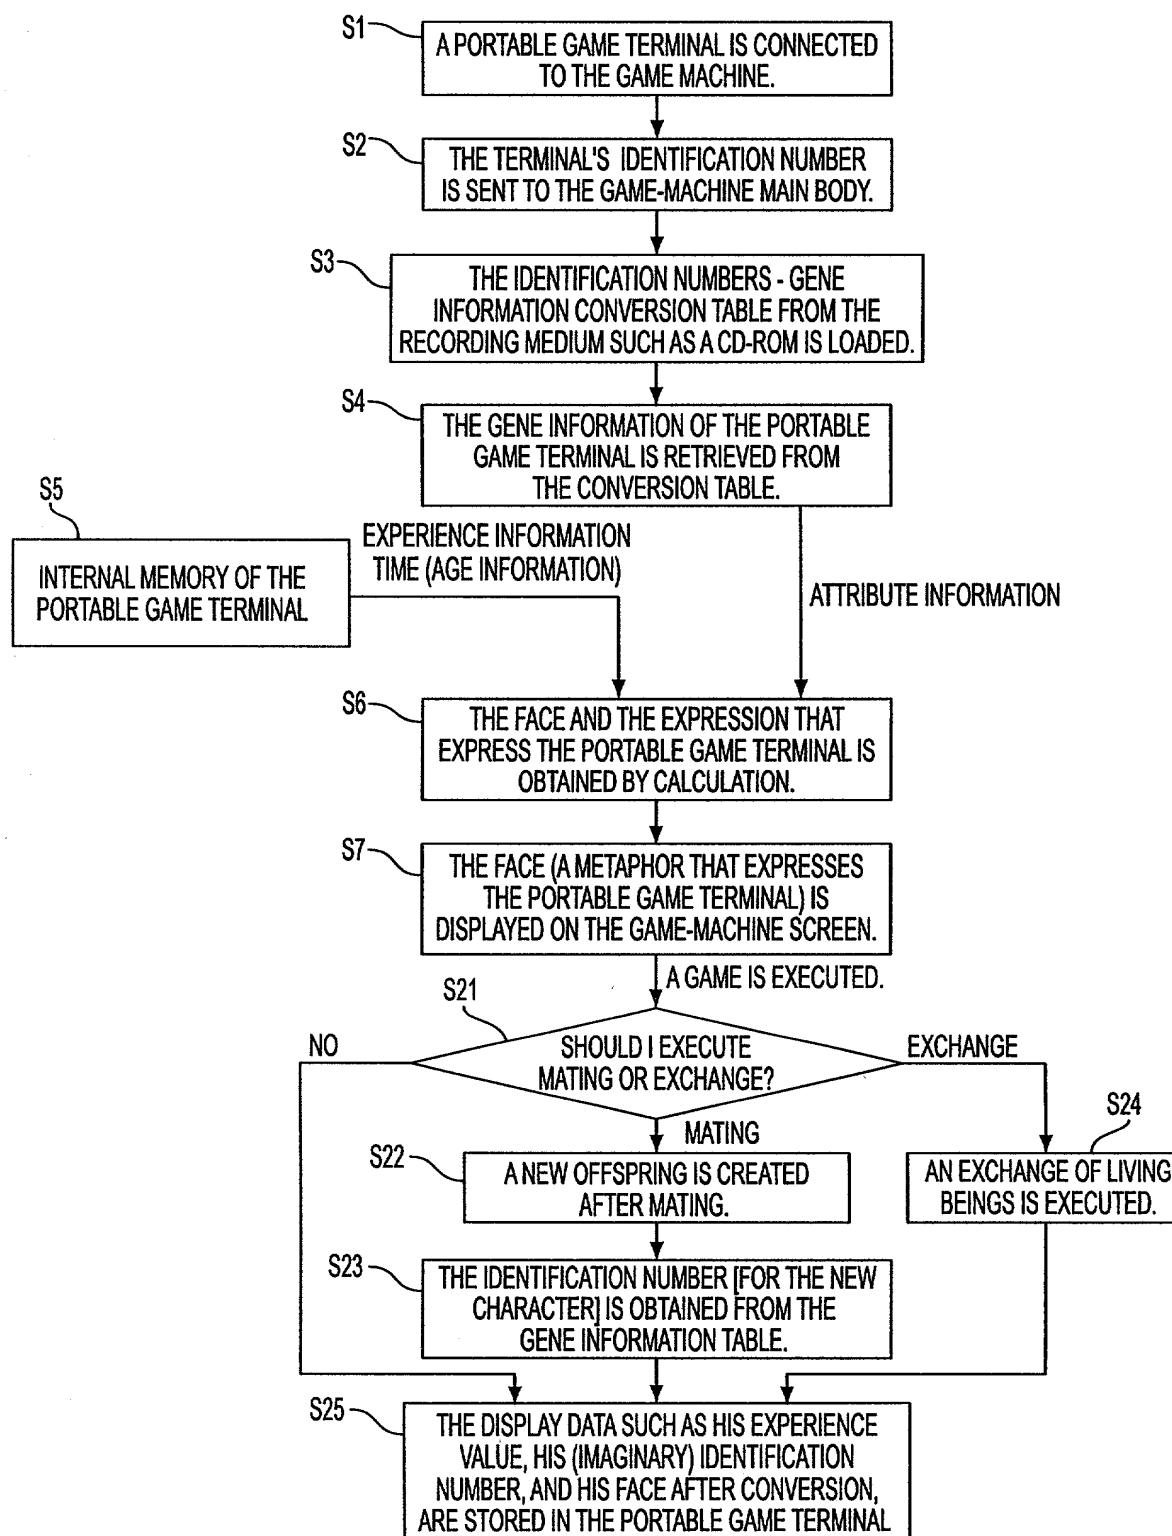 S1
A PORTABLE GAME TERMINAL IS CONNECTED
TO THE GAME MACHINE.
S2
THE TERMINAL'S IDENTIFICATION NUMBER
IS SENT TO THE GAME-MACHINE MAIN BODY.
S3
THE IDENTIFICATION NUMBERS - GENE
INFORMATION CONVERSION TABLE FROM THE
RECORDING MEDIUM SUCH AS A CD-ROM IS LOADED.
S4
THE GENE INFORMATION OF THE PORTABLE
GAME TERMINAL IS RETRIEVED FROM
THE CONVERSION TABLE.
S5
INTERNAL MEMORY OF THE
PORTABLE GAME TERMINAL
EXPERIENCE INFORMATION
TIME (AGE INFORMATION)
ATTRIBUTE INFORMATION
S6
THE FACE AND THE EXPRESSION THAT
EXPRESS THE PORTABLE GAME TERMINAL IS
OBTAINED BY CALCULATION.
S7
THE FACE (A METAPHOR THAT EXPRESSES
THE PORTABLE GAME TERMINAL) IS
DISPLAYED ON THE GAME-MACHINE SCREEN.
A GAME IS EXECUTED.
S21
SHOULD I EXECUTE
MATING OR EXCHANGE?
NO
EXCHANGE
MATING
S22
A NEW OFFSPRING IS CREATED
AFTER MATING.
S24
AN EXCHANGE OF LIVING
BEINGS IS EXECUTED.
S23
THE IDENTIFICATION NUMBER [FOR THE NEW
CHARACTER] IS OBTAINED FROM THE
GENE INFORMATION TABLE.
S25
THE DISPLAY DATA SUCH AS HIS EXPERIENCE
VALUE, HIS (IMAGINARY) IDENTIFICATION
NUMBER, AND HIS FACE AFTER CONVERSION,
ARE STORED IN THE PORTABLE GAME TERMINAL